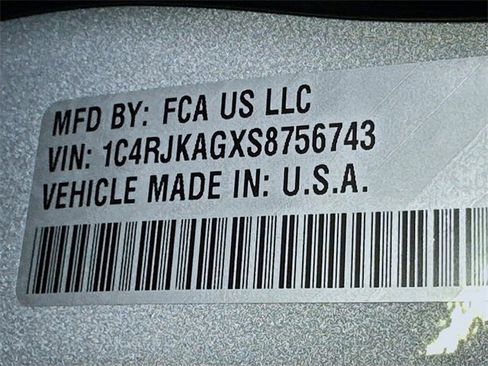 MFD BY: FCA US LLC
VIN: 1C4RJKAGXS8756743
VEHICLE MADE IN: U.S.A.